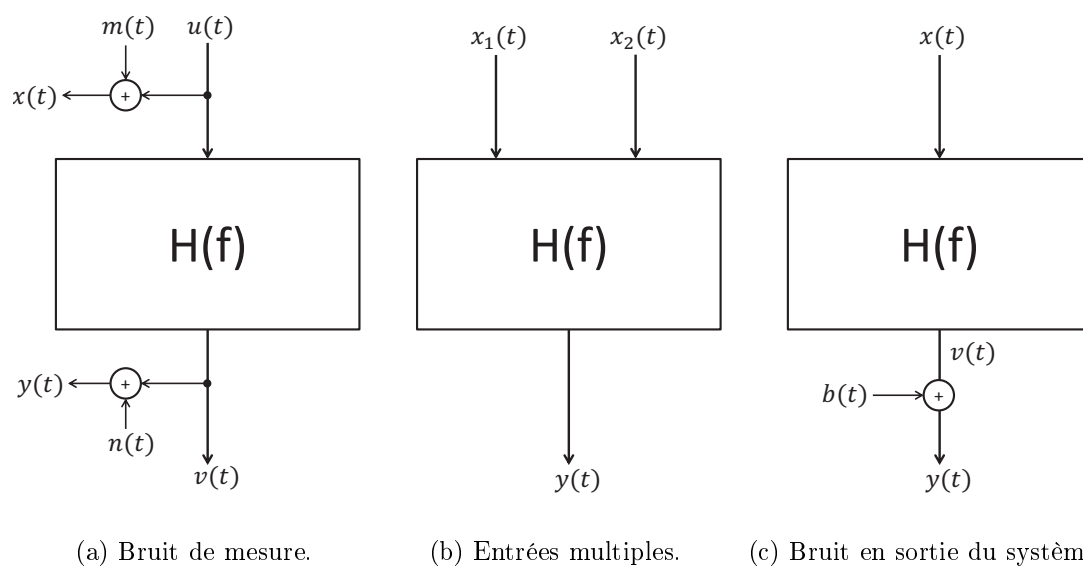 m(t) u(t)
x(t) +
H(f)
y(t) +
n(t)
v(t)
(a) Bruit de mesure.
x₁(t) x₂(t)
H(f)
y(t)
(b) Entrées multiples.
x(t)
H(f)
v(t)
b(t) +
y(t)
(c) Bruit en sortie du systèm